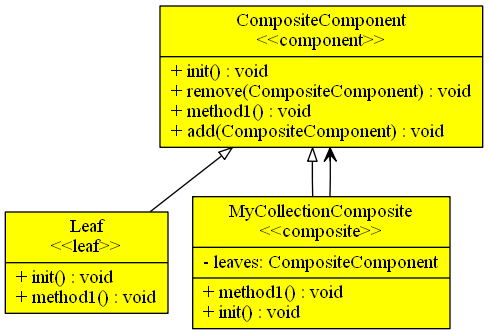 CompositeComponent
<<component>>
+ init() : void
+ remove(CompositeComponent) : void
+ method1() : void
+ add(CompositeComponent) : void
Leaf
<<leaf>>
+ init() : void
+ method1() : void
MyCollectionComposite
<<composite>>
- leaves: CompositeComponent
+ method1() : void
+ init() : void